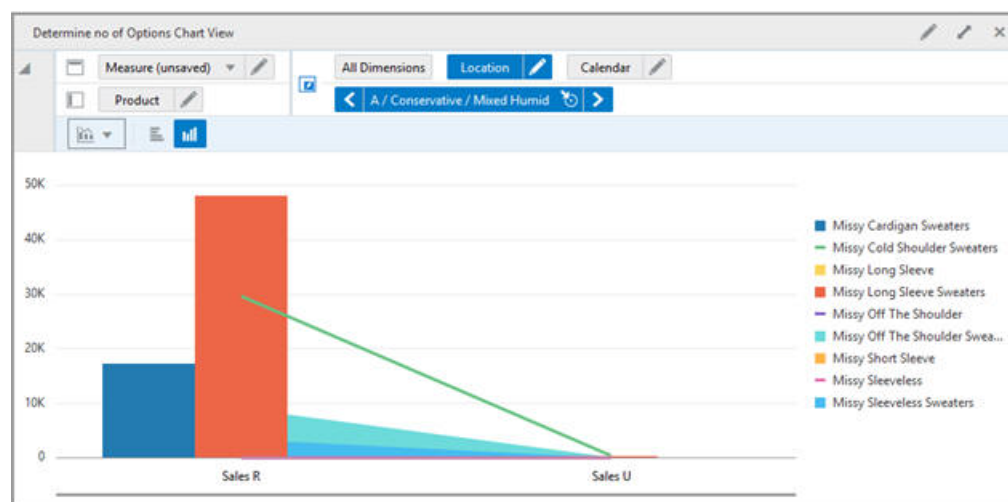 Determine no of Options Chart View
Measure (unsaved)
All Dimensions Location Calendar
Product
A / Conservative / Mixed Humid
50K
40K
30K
20K
10K
0
Sales R Sales U
Missy Cardigan Sweaters
Missy Cold Shoulder Sweaters
Missy Long Sleeve
Missy Long Sleeve Sweaters
Missy Off The Shoulder
Missy Off The Shoulder Swea...
Missy Short Sleeve
Missy Sleeveless
Missy Sleeveless Sweaters